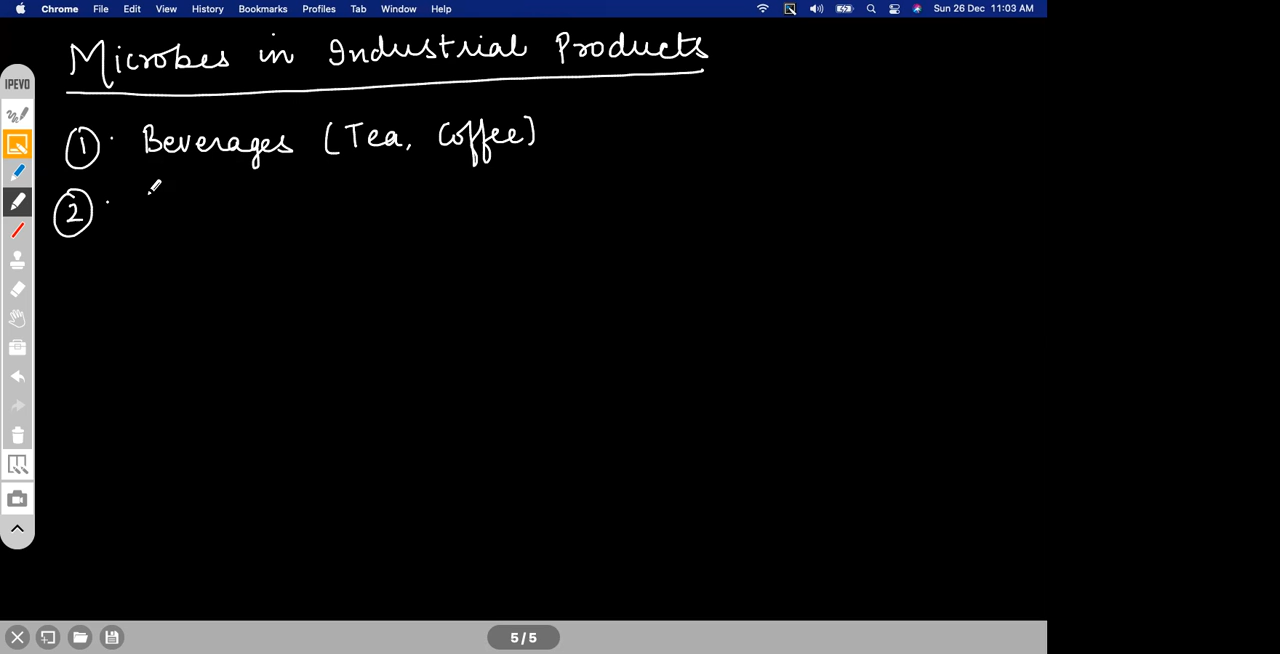 Chrome File Edit View History Bookmarks Profiles Tab Window Help Sun 26 Dec 11:03 AM
Microbes in Industrial Products
IPEVO
1 Beverages (Tea, Coffee)
2
5/5